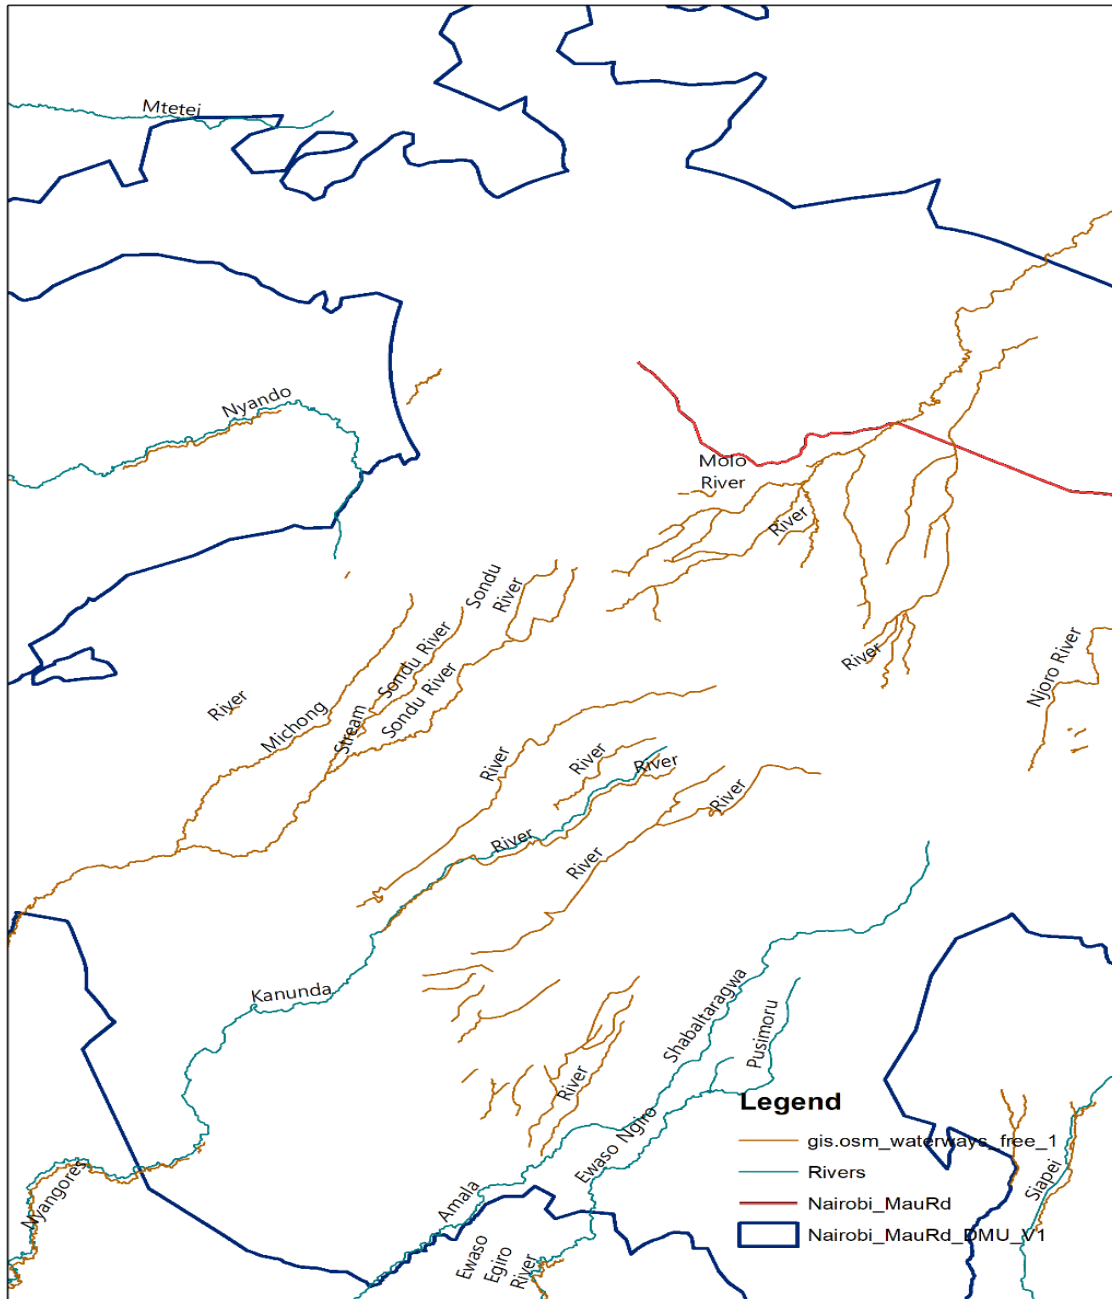 Mtetei
Nyando
Molo
River
River
Sondu
River
Sondu River
Sondu River
Stream
Michong
River
River
Njoro River
River
River
River
River
River
River
Kanunda
Shabaltaragwa
Pusimoru
River
Ewaso Ngiro
Amala
Nyangores
Ewaso
Egiro
River
Siapei
Legend
gis.osm_waterways_free_1
Rivers
Nairobi_MauRd
Nairobi_MauRd_DMU_V1